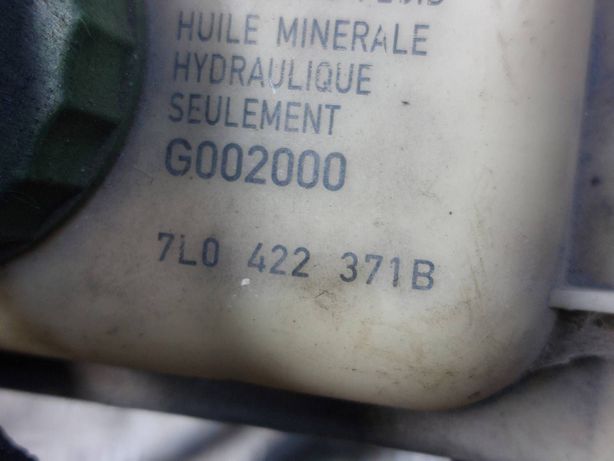 HUILE MINERALE
HYDRAULIQUE
SEULEMENT
G002000
7L0 422 371B